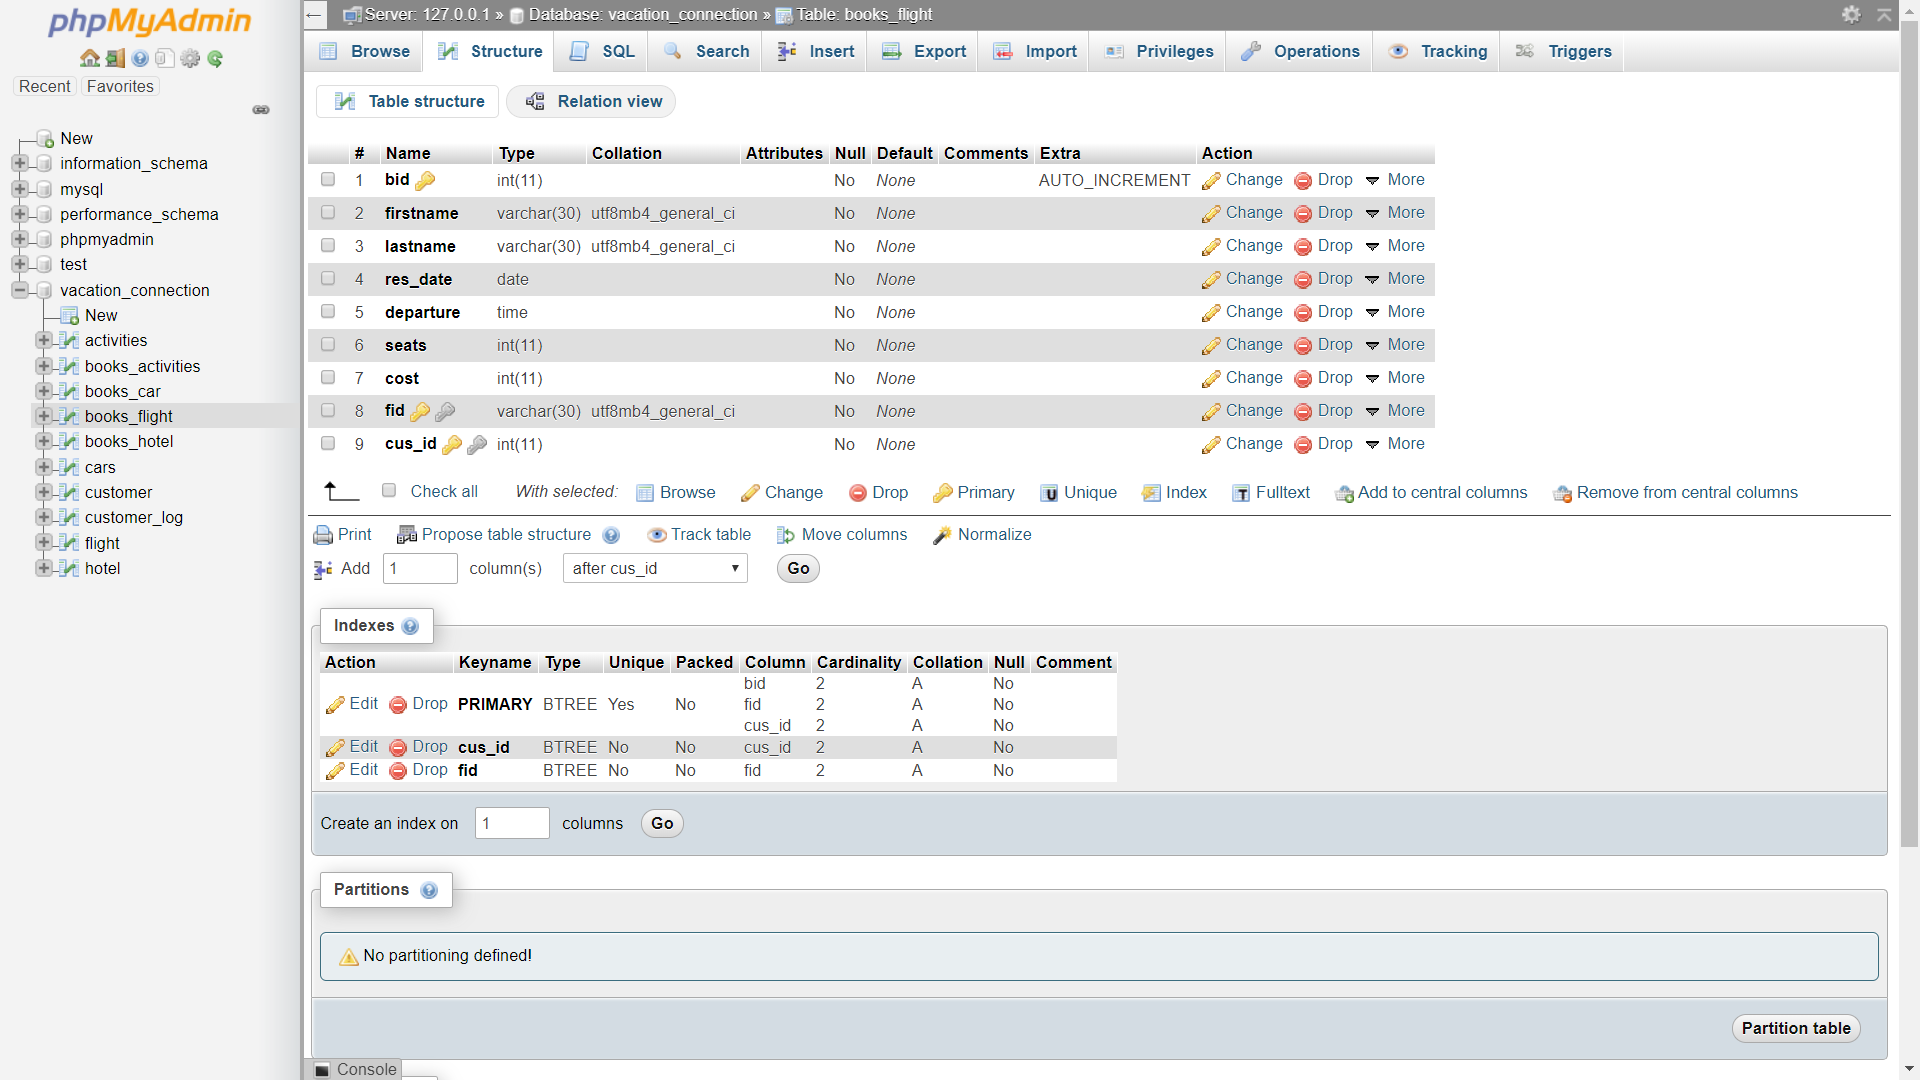 phpMyAdmin
Recent Favorites
New
information_schema
mysql
performance_schema
phpmyadmin
test
vacation_connection
New
activities
books_activities
books_car
books_flight
books_hotel
cars
customer
customer_log
flight
hotel
Server: 127.0.0.1 » Database: vacation_connection » Table: books_flight
Browse Structure SQL Search Insert Export Import Privileges Operations Tracking Triggers
Table structure Relation view
# Name Type Collation Attributes Null Default Comments Extra Action
1 bid int(11) No None AUTO_INCREMENT Change Drop More
2 firstname varchar(30) utf8mb4_general_ci No None Change Drop More
3 lastname varchar(30) utf8mb4_general_ci No None Change Drop More
4 res_date date No None Change Drop More
5 departure time No None Change Drop More
6 seats int(11) No None Change Drop More
7 cost int(11) No None Change Drop More
8 fid varchar(30) utf8mb4_general_ci No None Change Drop More
9 cus_id int(11) No None Change Drop More
Check all With selected: Browse Change Drop Primary Unique Index Fulltext Add to central columns Remove from central columns
Print Propose table structure Track table Move columns Normalize
Add 1 column(s) after cus_id Go
Indexes
Action Keyname Type Unique Packed Column Cardinality Collation Null Comment
bid 2 A No
Edit Drop PRIMARY BTREE Yes No fid 2 A No
cus_id 2 A No
Edit Drop cus_id BTREE No No cus_id 2 A No
Edit Drop fid BTREE No No fid 2 A No
Create an index on 1 columns Go
Partitions
No partitioning defined!
Partition table
Console